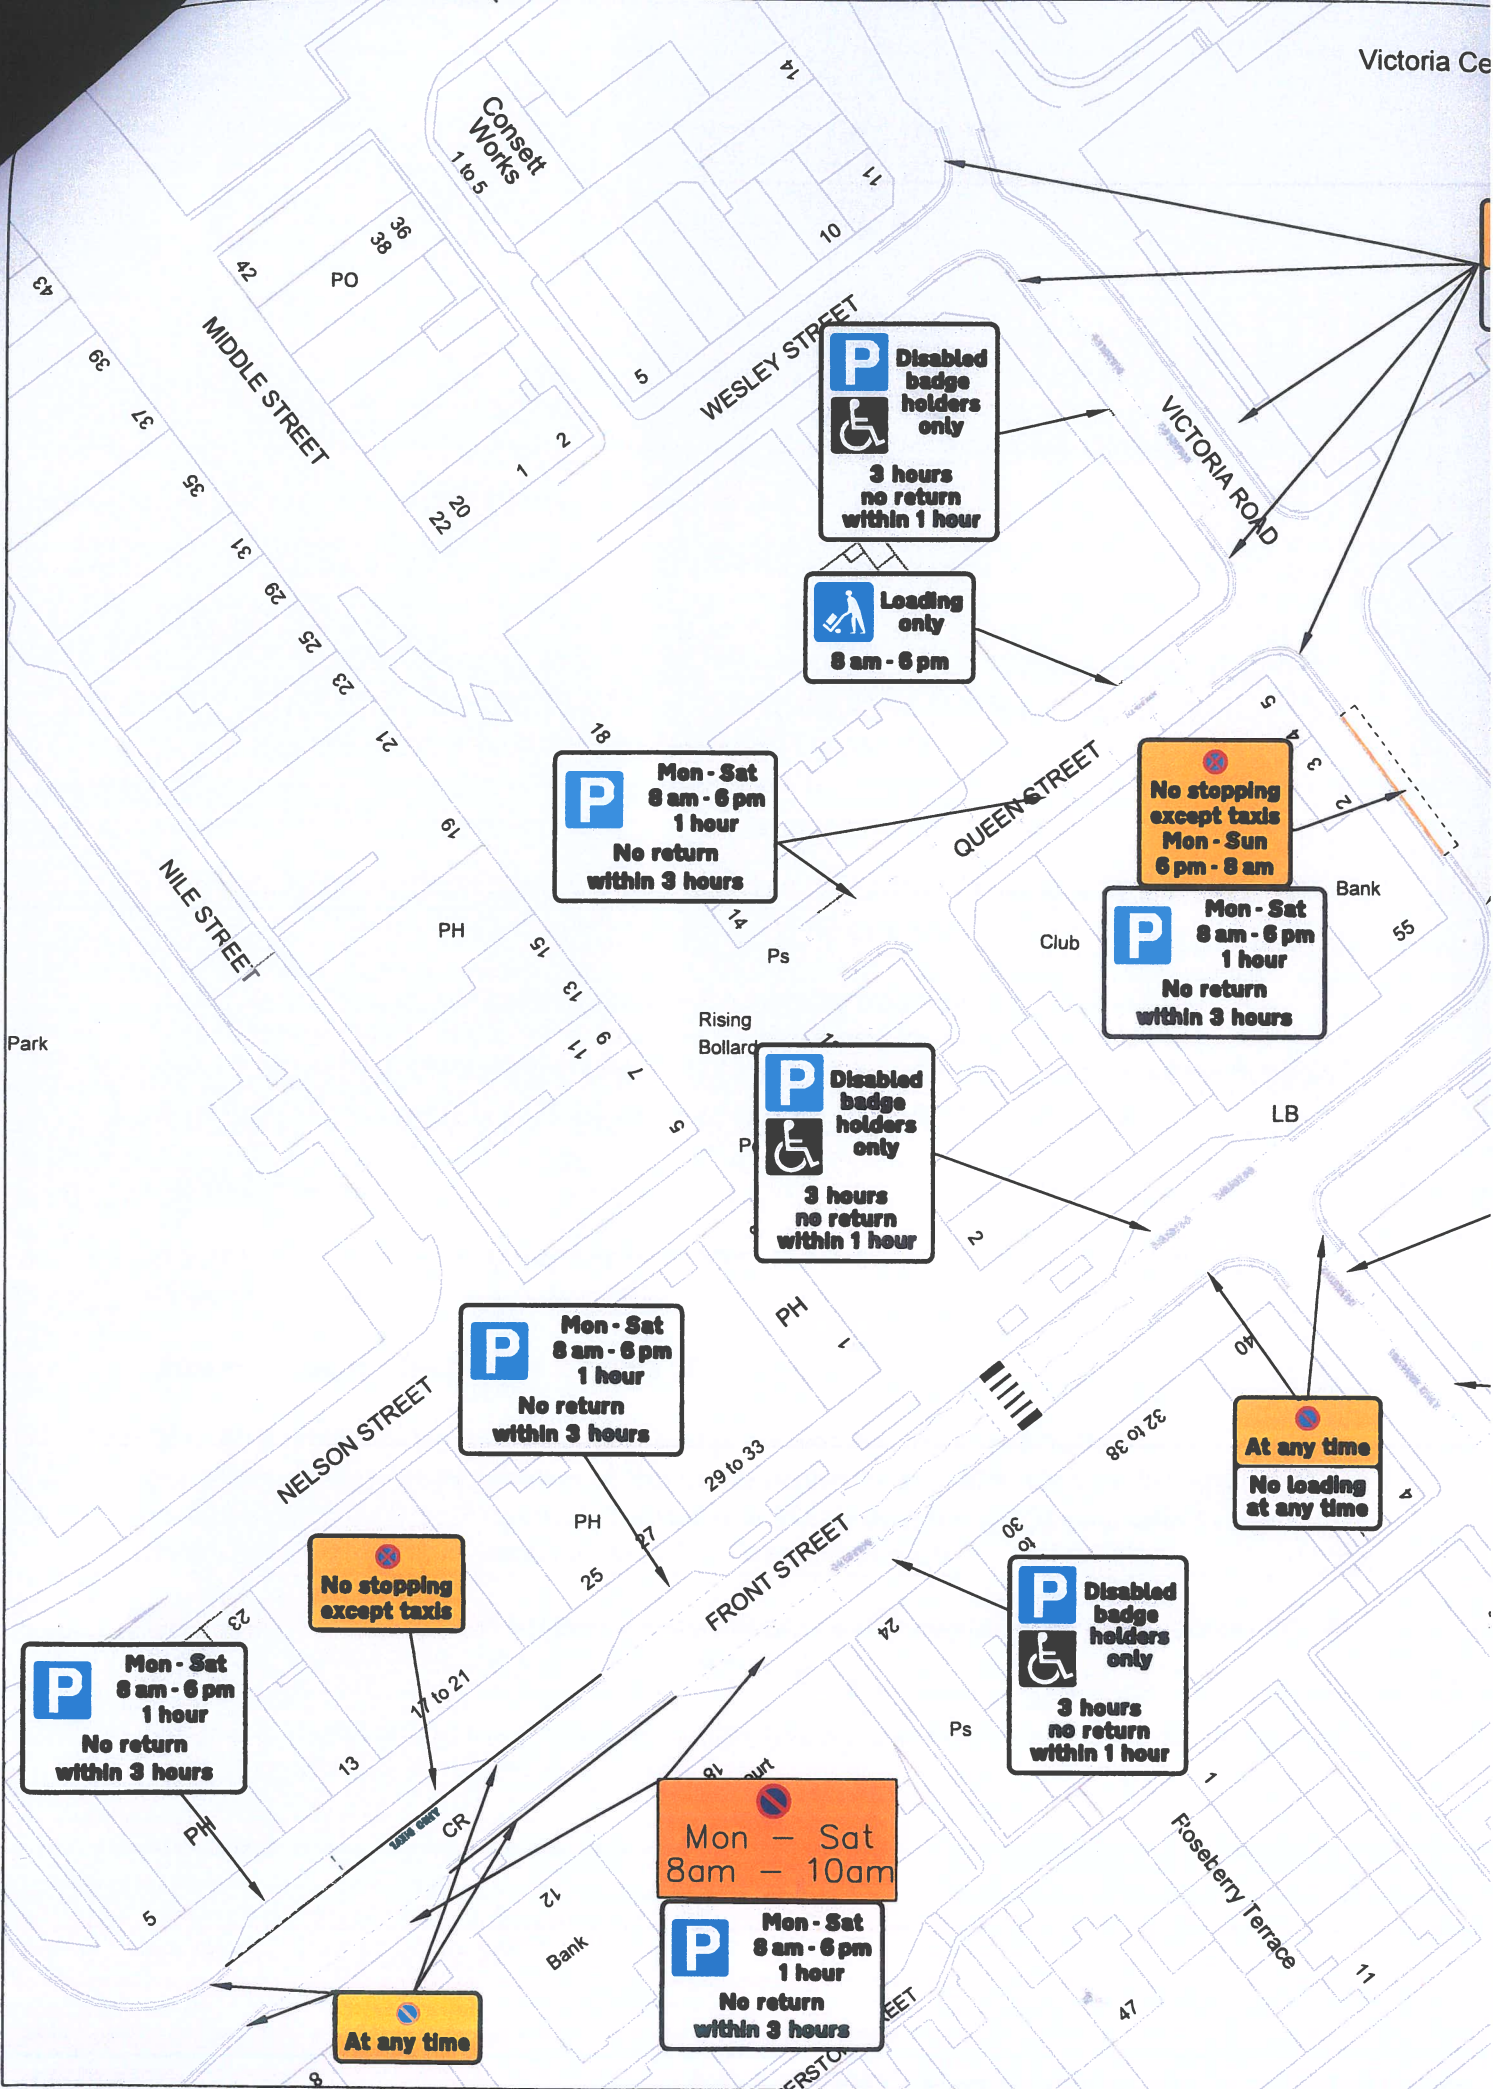 Victoria Ce
14
Consett
Works
1 to 5
11
10
36
38
42
PO
43
MIDDLE STREET
39
37
35
31
29
25
23
21
19
15
13
9
11
7
5
5
2
1
20
22
WESLEY STREET
P Disabled
badge
holders
only
3 hours
no return
within 1 hour
VICTORIA ROAD
Loading
only
8 am - 6 pm
18
P Mon - Sat
8 am - 6 pm
1 hour
No return
within 3 hours
QUEEN STREET
5
4
3
2
No stopping
except taxis
Mon - Sun
6 pm - 8 am
P Mon - Sat
8 am - 6 pm
1 hour
No return
within 3 hours
Bank
55
Club
14
Ps
NILE STREET
PH
Park
Rising
Bollard
P Disabled
badge
holders
only
3 hours
no return
within 1 hour
LB
2
PH
1
P Mon - Sat
8 am - 6 pm
1 hour
No return
within 3 hours
NELSON STREET
29 to 33
PH
27
25
FRONT STREET
40
32 to 38
At any time
No loading
at any time
4
30
to
No stopping
except taxis
23
P Mon - Sat
8 am - 6 pm
1 hour
No return
within 3 hours
17 to 21
13
PH
5
TAXI ONLY
CR
24
P Disabled
badge
holders
only
3 hours
no return
within 1 hour
Ps
18
ourt
Mon - Sat
8am - 10am
P Mon - Sat
8 am - 6 pm
1 hour
No return
within 3 hours
12
Bank
At any time
8
1
Roseberry Terrace
11
47
EET
ERSTO